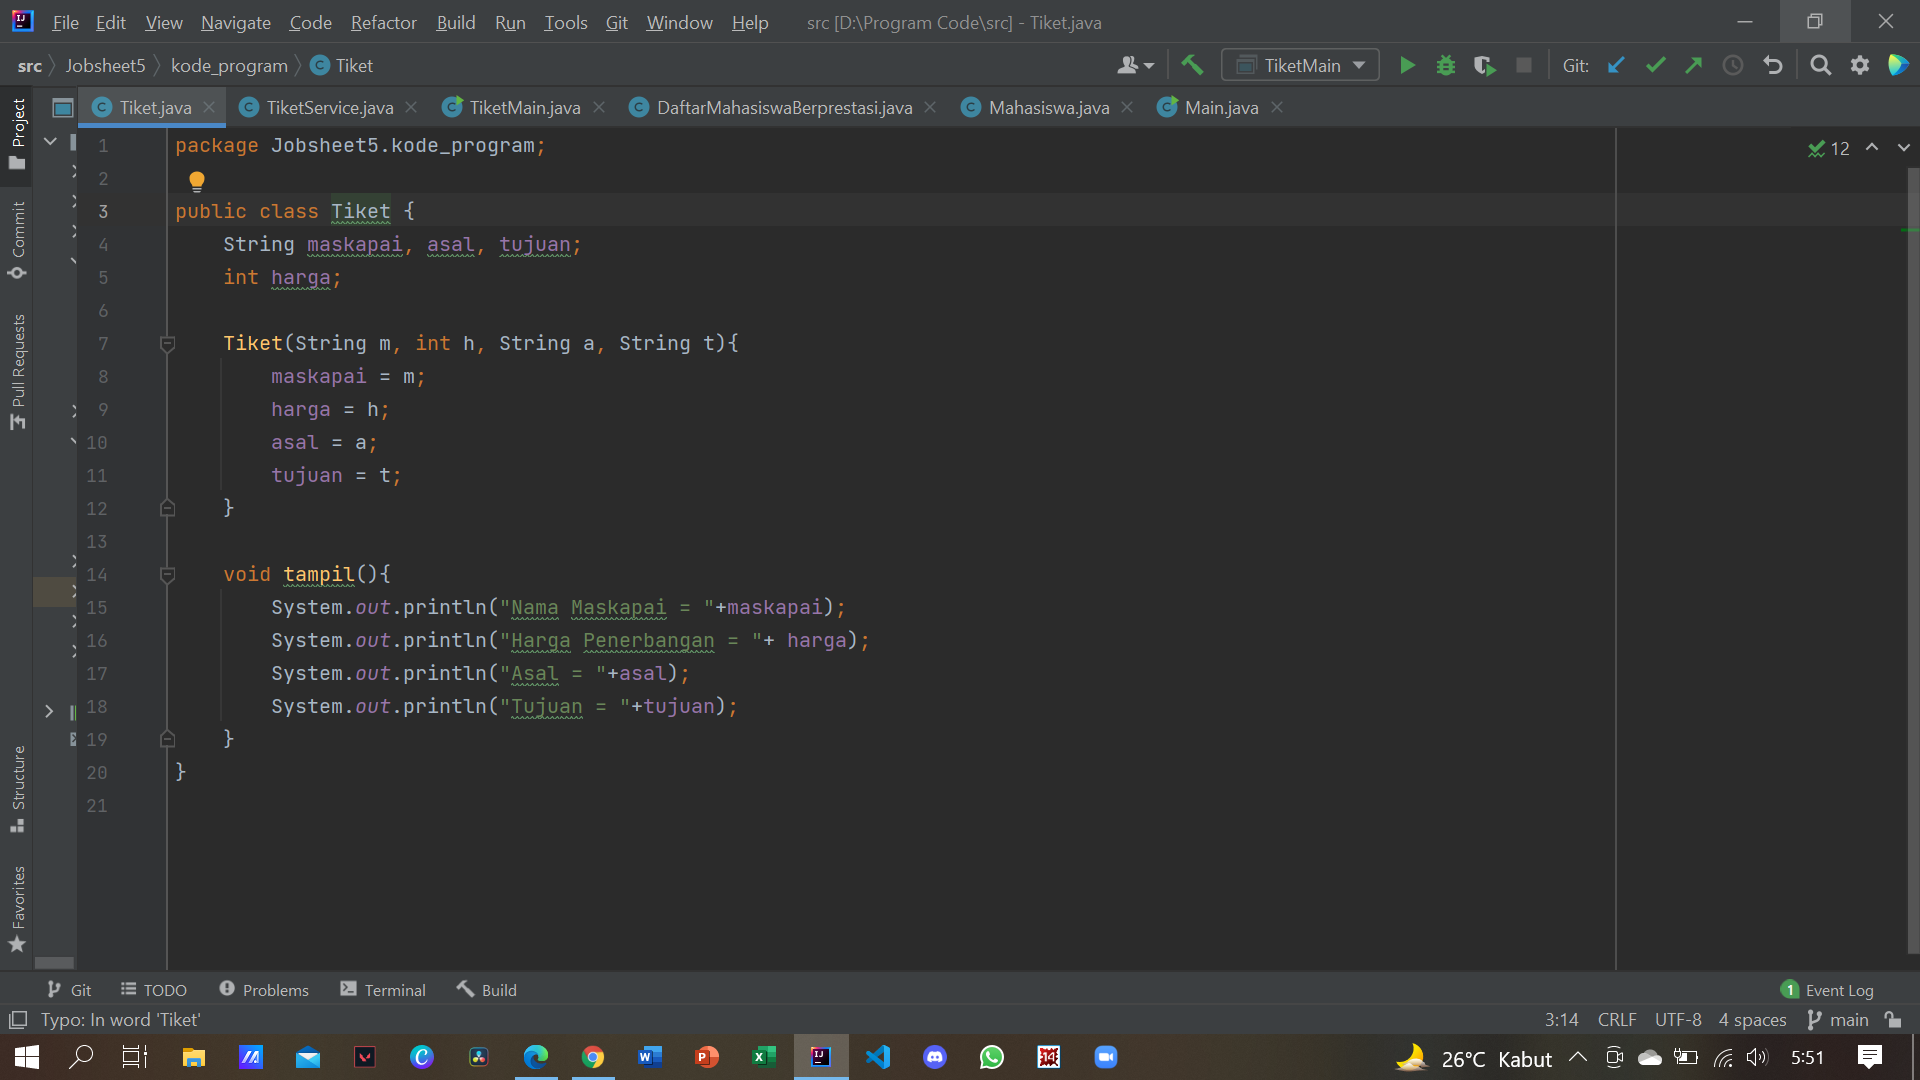 File Edit View Navigate Code Refactor Build Run Tools Git Window Help src [D:\Program Code\src] - Tiket.java
src Jobsheet5 kode_program Tiket TiketMain Git:
Tiket.java TiketService.java TiketMain.java DaftarMahasiswaBerprestasi.java Mahasiswa.java Main.java
Project
Commit
Pull Requests
Structure
Favorites
12
1 package Jobsheet5.kode_program;
2
3 public class Tiket {
4 String maskapai, asal, tujuan;
5 int harga;
6
7 Tiket(String m, int h, String a, String t){
8 maskapai = m;
9 harga = h;
10 asal = a;
11 tujuan = t;
12 }
13
14 void tampil(){
15 System.out.println("Nama Maskapai = "+maskapai);
16 System.out.println("Harga Penerbangan = "+ harga);
17 System.out.println("Asal = "+asal);
18 System.out.println("Tujuan = "+tujuan);
19 }
20 }
21
Git TODO Problems Terminal Build 1 Event Log
Typo: In word 'Tiket' 3:14 CRLF UTF-8 4 spaces main
26°C Kabut 5:51